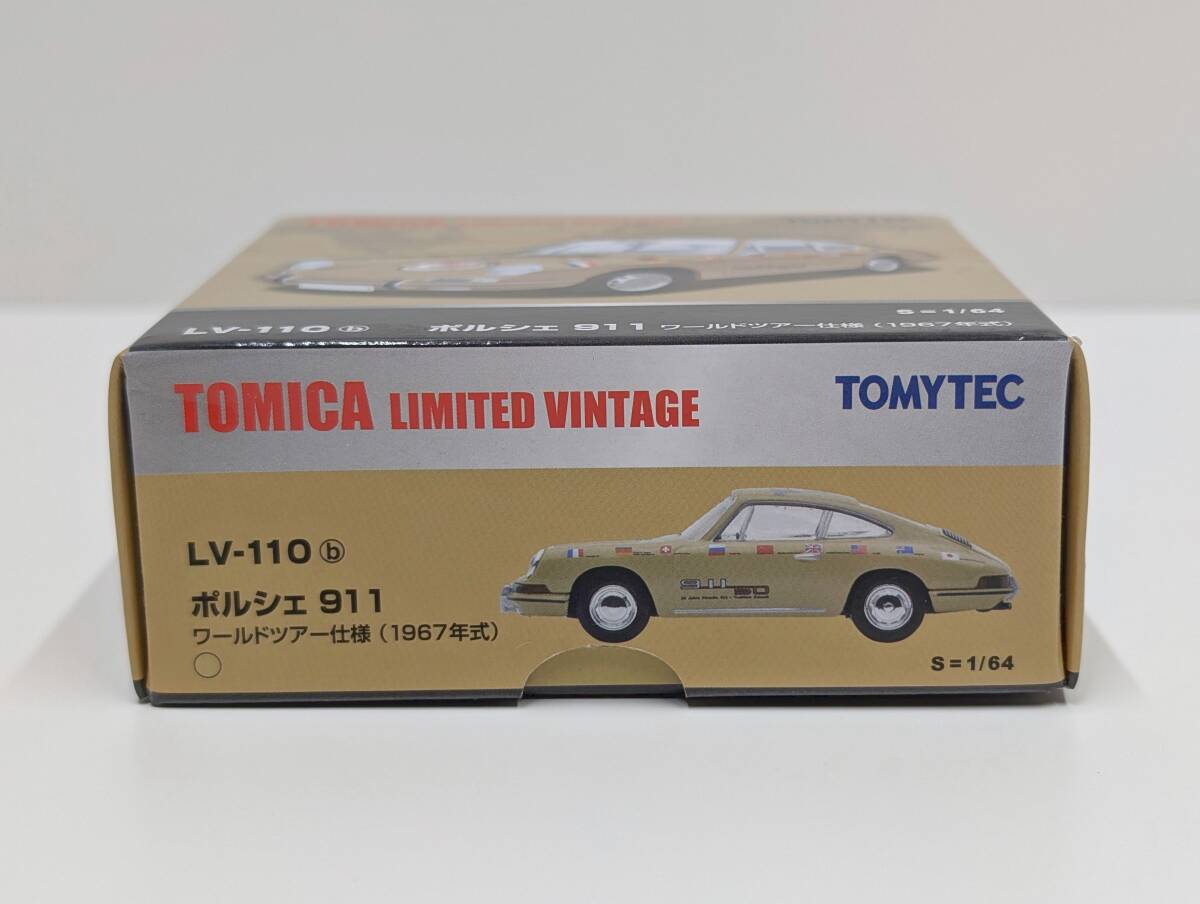 LV-110 ⓑ ポルシェ 911 ワールドツアー仕様（1967年式）
S=1/64
TOMICA LIMITED VINTAGE
TOMYTEC
LV-110 ⓑ
ポルシェ 911
ワールドツアー仕様（1967年式）
911 50
S=1/64